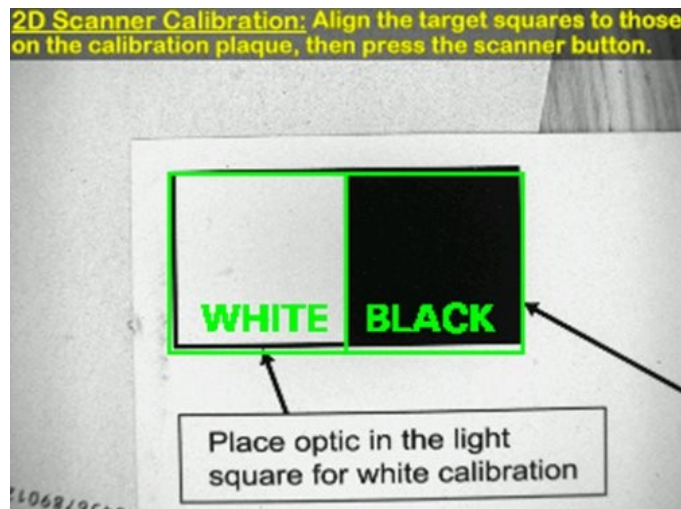 2D Scanner Calibration: Align the target squares to those
on the calibration plaque, then press the scanner button.
WHITE BLACK
Place optic in the light
square for white calibration